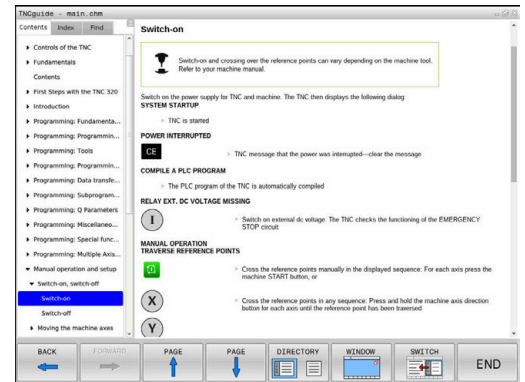 TNCguide - main.chm
Contents Index Find
Controls of the TNC
Fundamentals
Contents
First Steps with the TNC 320
Introduction
Programming: Fundamenta...
Programming: Programmin...
Programming: Tools
Programming: Programmin...
Programming: Data transfe...
Programming: Subprogram...
Programming: Q Parameters
Programming: Miscellaneo...
Programming: Special func...
Programming: Multiple Axis...
Manual operation and setup
Switch-on, switch-off
Switch-on
Switch-off
Moving the machine axes
Switch-on
Switch-on and crossing over the reference points can vary depending on the machine tool.
Refer to your machine manual.
Switch on the power supply for TNC and machine. The TNC then displays the following dialog:
SYSTEM STARTUP
TNC is started
POWER INTERRUPTED
CE
TNC message that the power was interrupted—clear the message
COMPILE A PLC PROGRAM
The PLC program of the TNC is automatically compiled
RELAY EXT. DC VOLTAGE MISSING
I
Switch on external dc voltage. The TNC checks the functioning of the EMERGENCY
STOP circuit
MANUAL OPERATION
TRAVERSE REFERENCE POINTS
Cross the reference points manually in the displayed sequence: For each axis press the
machine START button, or
X
Cross the reference points in any sequence: Press and hold the machine axis direction
button for each axis until the reference point has been traversed
Y
BACK
FORWARD
PAGE
PAGE
DIRECTORY
WINDOW
SWITCH
END